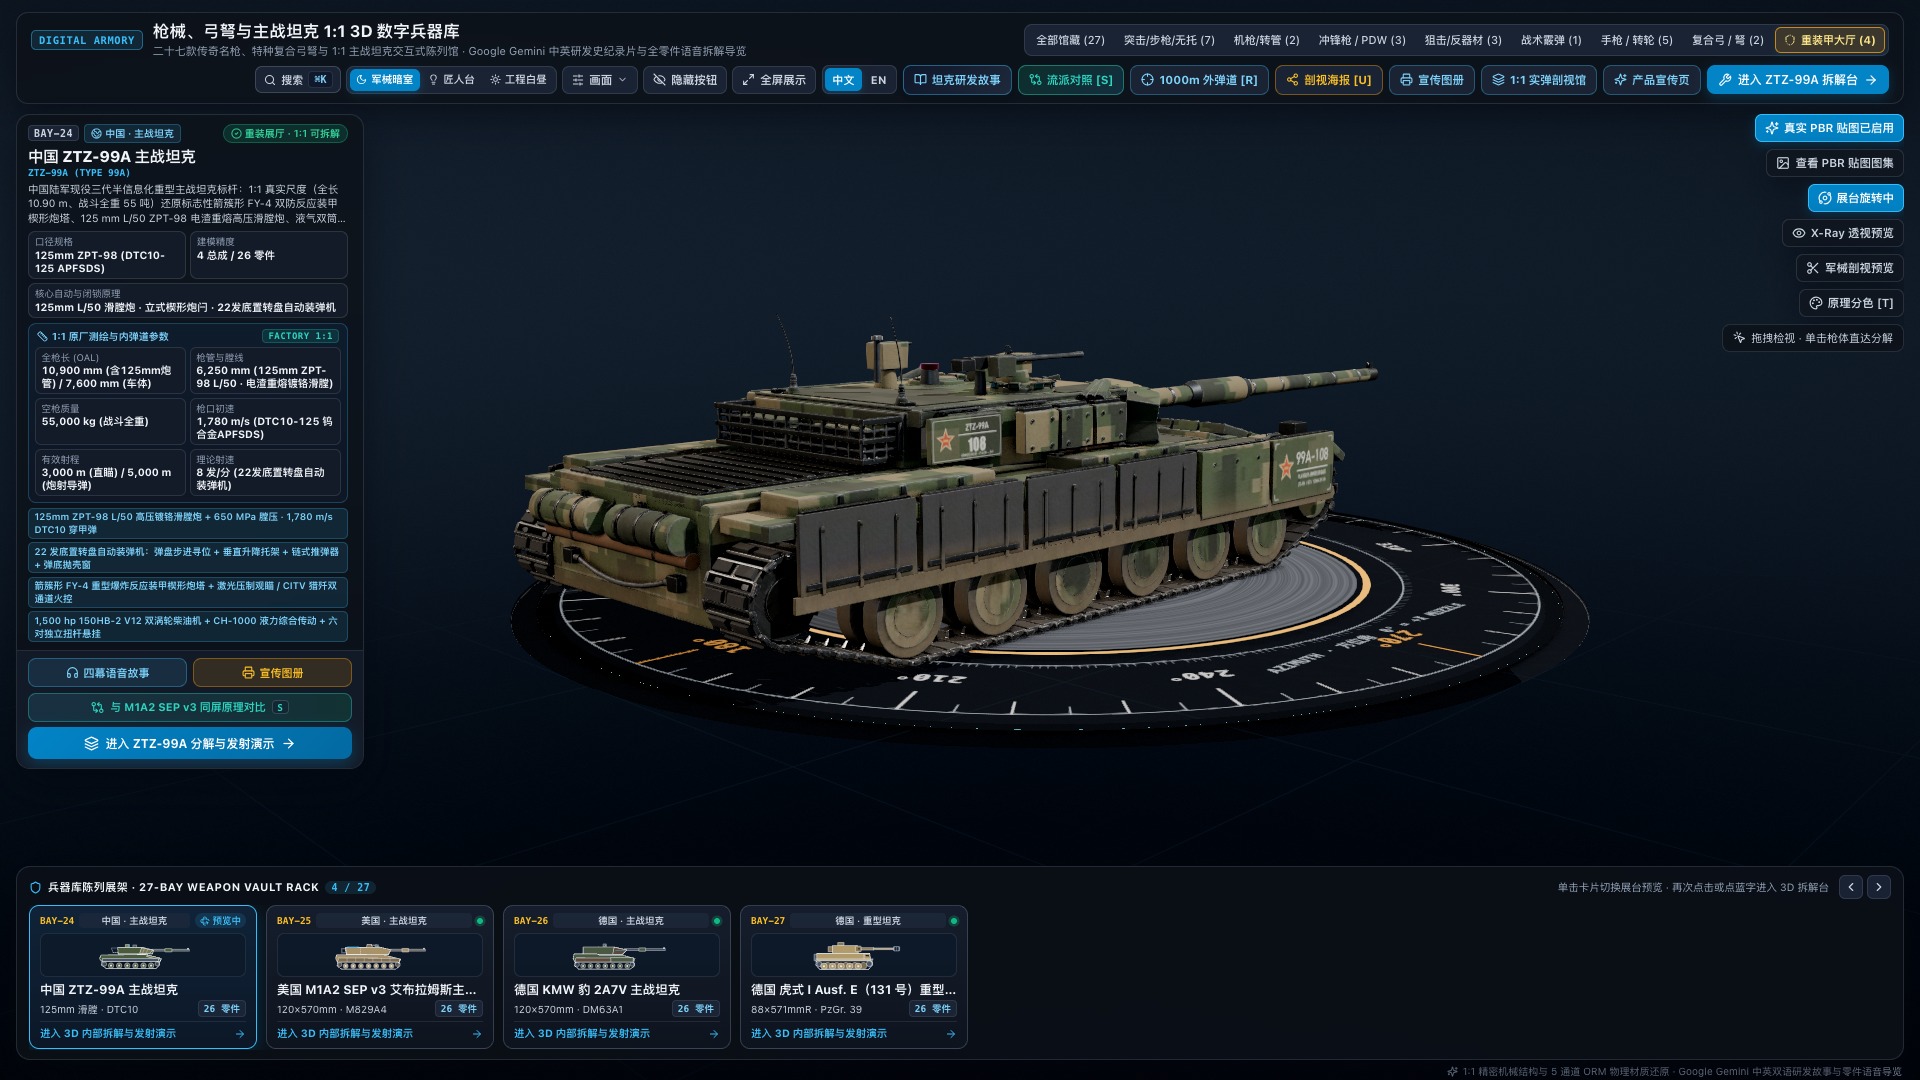 DIGITAL ARMORY
枪械、弓弩与主战坦克 1:1 3D 数字兵器库
二十七款传奇名枪、特种复合弓弩与 1:1 主战坦克交互式陈列馆 · Google Gemini 中英研发史纪录片与全零件语音拆解导览
全部馆藏 (27)
突击/步枪/无托 (7)
机枪/转管 (2)
冲锋枪 / PDW (3)
狙击/反器材 (3)
战术霰弹 (1)
手枪 / 转轮 (5)
复合弓 / 弩 (2)
重装甲大厅 (4)
搜索 ⌘K
军械暗室
匠人台
工程白昼
画面
隐藏按钮
全屏展示
中文
EN
坦克研发故事
流派对照 [S]
1000m 外弹道 [R]
剖视海报 [U]
宣传图册
1:1 实弹剖视馆
产品宣传页
进入 ZTZ-99A 拆解台
BAY-24
中国 · 主战坦克
重装展厅 · 1:1 可拆解
中国 ZTZ-99A 主战坦克
ZTZ-99A (TYPE 99A)
中国陆军现役三代半信息化重型主战坦克标杆：1:1 真实尺度（全长
10.90 m、战斗全重 55 吨）还原标志性箭簇形 FY-4 双防反应装甲
楔形炮塔、125 mm L/50 ZPT-98 电渣重熔高压滑膛炮、液气双筒...
口径规格
125mm ZPT-98 (DTC10-
125 APFSDS)
建模精度
4 总成 / 26 零件
核心自动与闭锁原理
125mm L/50 滑膛炮 · 立式楔形炮闩 · 22发底置转盘自动装弹机
1:1 原厂测绘与内弹道参数
FACTORY 1:1
全枪长 (OAL)
10,900 mm (含125mm炮
管) / 7,600 mm (车体)
枪管与膛线
6,250 mm (125mm ZPT-
98 L/50 · 电渣重熔镀铬滑膛)
空枪质量
55,000 kg (战斗全重)
枪口初速
1,780 m/s (DTC10-125 钨
合金APFSDS)
有效射程
3,000 m (直瞄) / 5,000 m
(炮射导弹)
理论射速
8 发/分 (22发底置转盘自动
装弹机)
125mm ZPT-98 L/50 高压镀铬滑膛炮 + 650 MPa 膛压 · 1,780 m/s
DTC10 穿甲弹
22 发底置转盘自动装弹机：弹盘步进寻位 + 垂直升降托架 + 链式推弹器
+ 弹底抛壳窗
箭簇形 FY-4 重型爆炸反应装甲楔形炮塔 + 激光压制观瞄 / CITV 猎歼双
通道火控
1,500 hp 150HB-2 V12 双涡轮柴油机 + CH-1000 液力综合传动 + 六
对独立扭杆悬挂
四幕语音故事
宣传图册
与 M1A2 SEP v3 同屏原理对比 S
进入 ZTZ-99A 分解与发射演示
真实 PBR 贴图已启用
查看 PBR 贴图图集
展台旋转中
X-Ray 透视预览
军械剖视预览
原理分色 [T]
拖拽检视 · 单击枪体直达分解
ZTZ-99A
108
99A-108
180°
210°
240°
270°
兵器库陈列展架 · 27-BAY WEAPON VAULT RACK
4 / 27
单击卡片切换展台预览 · 再次点击或点蓝字进入 3D 拆解台
BAY-24
中国 · 主战坦克
预览中
中国 ZTZ-99A 主战坦克
125mm 滑膛 · DTC10
26 零件
进入 3D 内部拆解与发射演示
BAY-25
美国 · 主战坦克
美国 M1A2 SEP v3 艾布拉姆斯主...
120×570mm · M829A4
26 零件
进入 3D 内部拆解与发射演示
BAY-26
德国 · 主战坦克
德国 KMW 豹 2A7V 主战坦克
120×570mm · DM63A1
26 零件
进入 3D 内部拆解与发射演示
BAY-27
德国 · 重型坦克
德国 虎式 I Ausf. E（131 号）重型...
88×571mmR · PzGr. 39
26 零件
进入 3D 内部拆解与发射演示
1:1 精密机械结构与 5 通道 ORM 物理材质还原 · Google Gemini 中英双语研发故事与零件语音导览